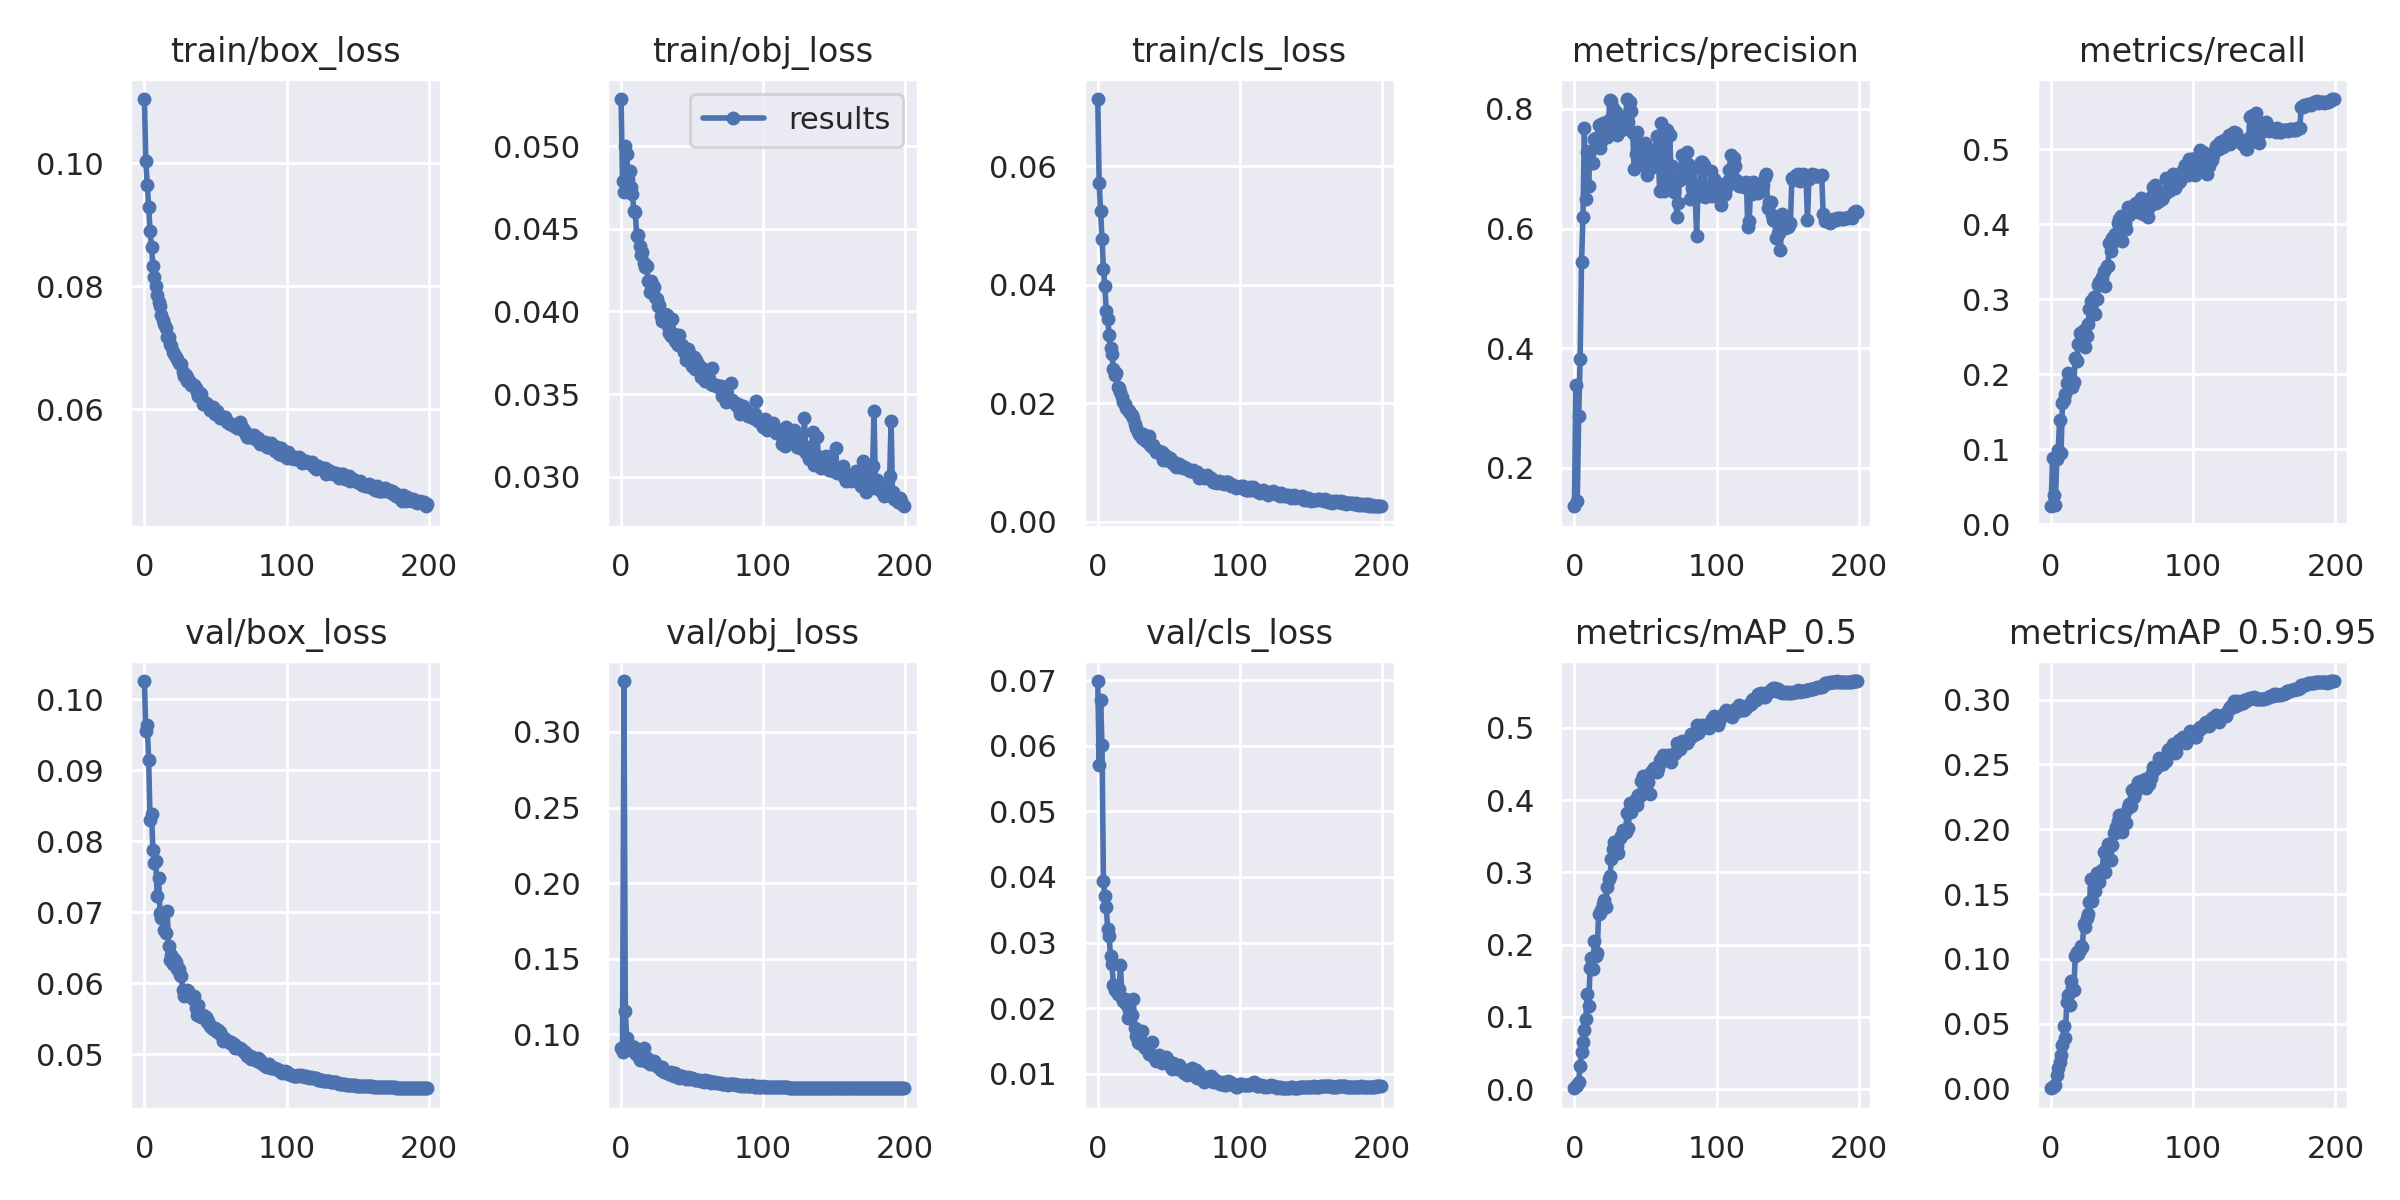 train/box_loss
train/obj_loss
train/cls_loss
metrics/precision
metrics/recall
results
0.10
0.08
0.06
0 100 200
0.050
0.045
0.040
0.035
0.030
0 100 200
0.06
0.04
0.02
0.00
0 100 200
0.8
0.6
0.4
0.2
0 100 200
0.5
0.4
0.3
0.2
0.1
0.0
0 100 200
val/box_loss
val/obj_loss
val/cls_loss
metrics/mAP_0.5
metrics/mAP_0.5:0.95
0.10
0.09
0.08
0.07
0.06
0.05
0 100 200
0.30
0.25
0.20
0.15
0.10
0 100 200
0.07
0.06
0.05
0.04
0.03
0.02
0.01
0 100 200
0.5
0.4
0.3
0.2
0.1
0.0
0 100 200
0.30
0.25
0.20
0.15
0.10
0.05
0.00
0 100 200